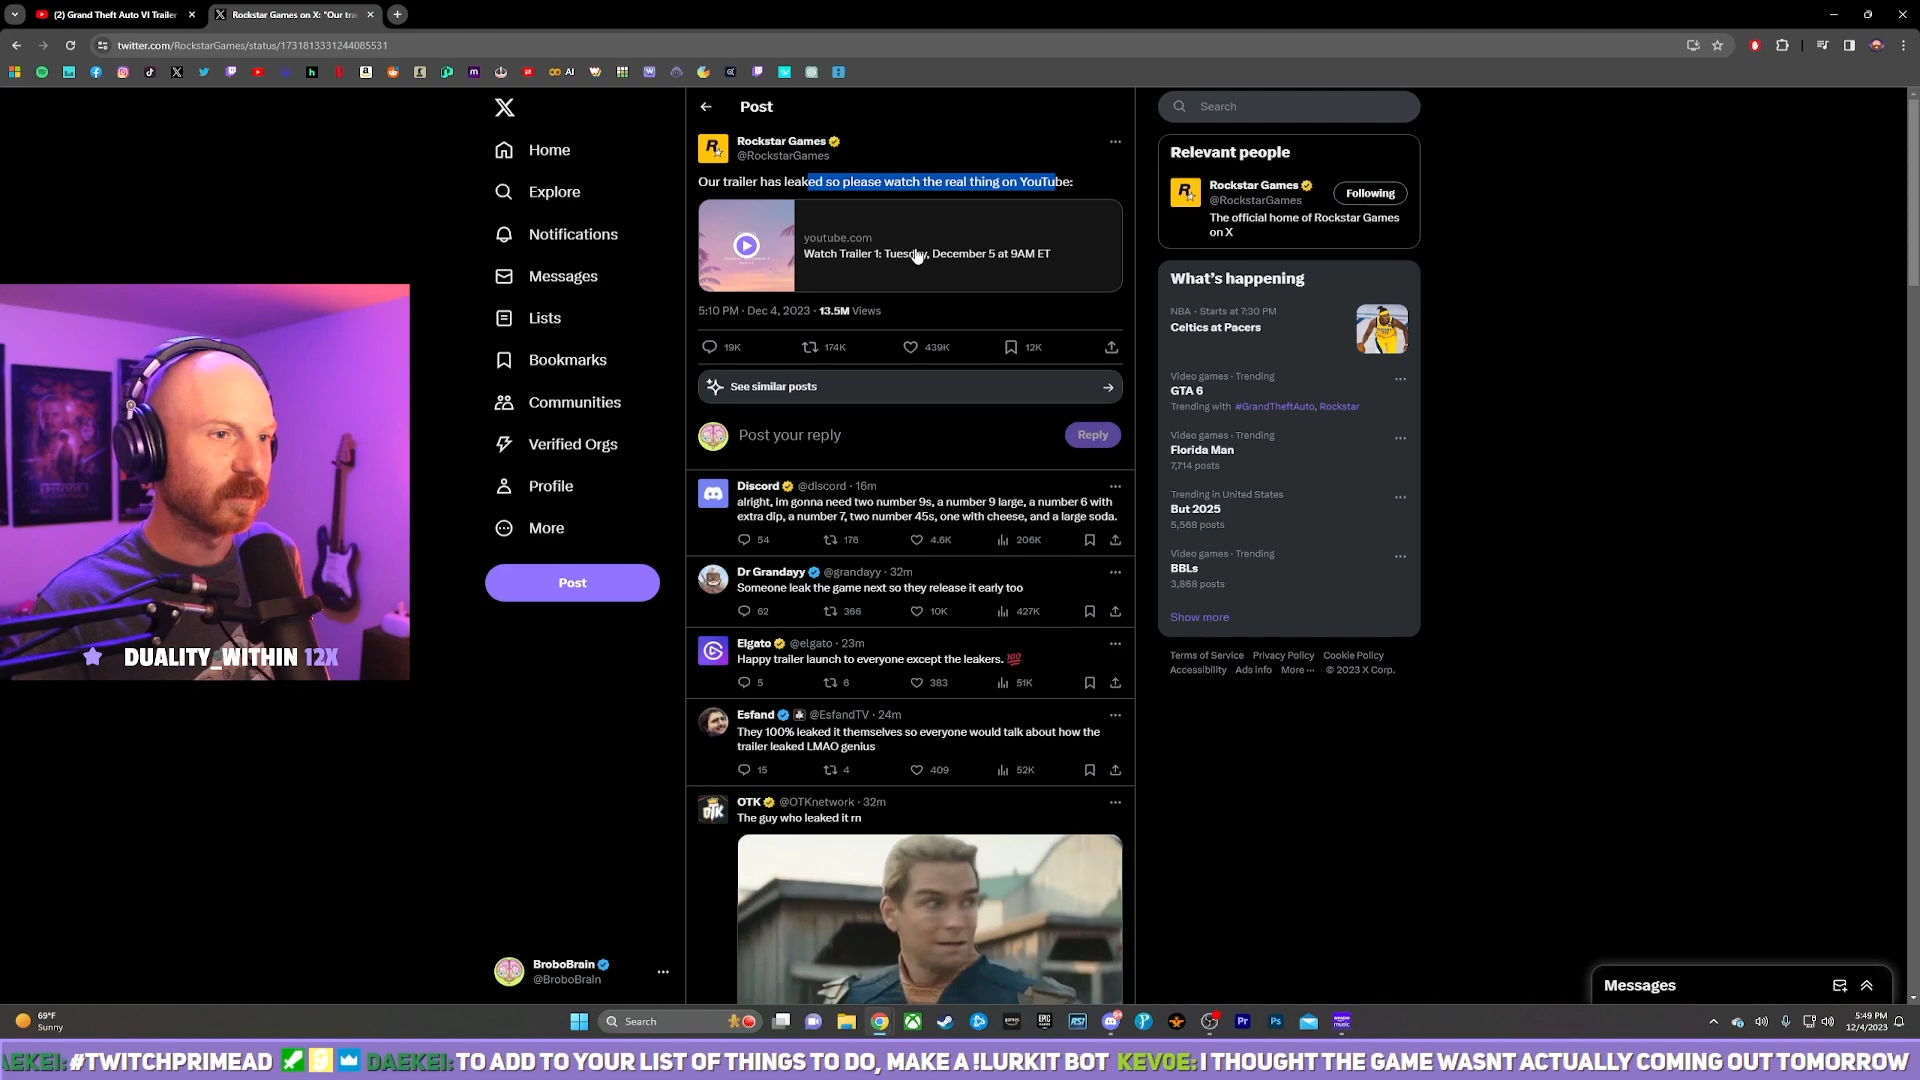 (2) Grand Theft Auto VI Trailer
Rockstar Games on X: "Our tra
twitter.com/RockstarGames/status/1731813331244085531
AI
Post
Search
Home
Explore
Notifications
Messages
Lists
Bookmarks
Communities
Verified Orgs
Profile
More
Post
Rockstar Games
@RockstarGames
Our trailer has leaked so please watch the real thing on YouTube:
youtube.com
Watch Trailer 1: Tuesday, December 5 at 9AM ET
5:10 PM · Dec 4, 2023 · 13.5M Views
19K 174K 439K 12K
See similar posts
Post your reply
Reply
Discord @discord · 16m
alright, im gonna need two number 9s, a number 9 large, a number 6 with
extra dip, a number 7, two number 45s, one with cheese, and a large soda.
54 176 4.6K 206K
Dr Grandayy @grandayy · 32m
Someone leak the game next so they release it early too
62 366 10K 427K
Elgato @elgato · 23m
Happy trailer launch to everyone except the leakers. 💯
5 6 383 51K
Esfand @EsfandTV · 24m
They 100% leaked it themselves so everyone would talk about how the
trailer leaked LMAO genius
15 4 409 52K
OTK @OTKnetwork · 32m
The guy who leaked it rn
Relevant people
Rockstar Games
@RockstarGames
Following
The official home of Rockstar Games
on X
What's happening
NBA · Starts at 7:30 PM
Celtics at Pacers
Video games · Trending
GTA 6
Trending with #GrandTheftAuto, Rockstar
Video games · Trending
Florida Man
7,714 posts
Trending in United States
But 2025
5,568 posts
Video games · Trending
BBLs
3,868 posts
Show more
Terms of Service Privacy Policy Cookie Policy
Accessibility Ads info More ··· © 2023 X Corp.
DUALITY_WITHIN 12X
BroboBrain
@BroboBrain
Messages
69°F
Sunny
Search
5:49 PM
12/4/2023
AEKEI: #TWITCHPRIMEAD DAEKEI: TO ADD TO YOUR LIST OF THINGS TO DO, MAKE A !LURKIT BOT KEVOE: I THOUGHT THE GAME WASNT ACTUALLY COMING OUT TOMORROW